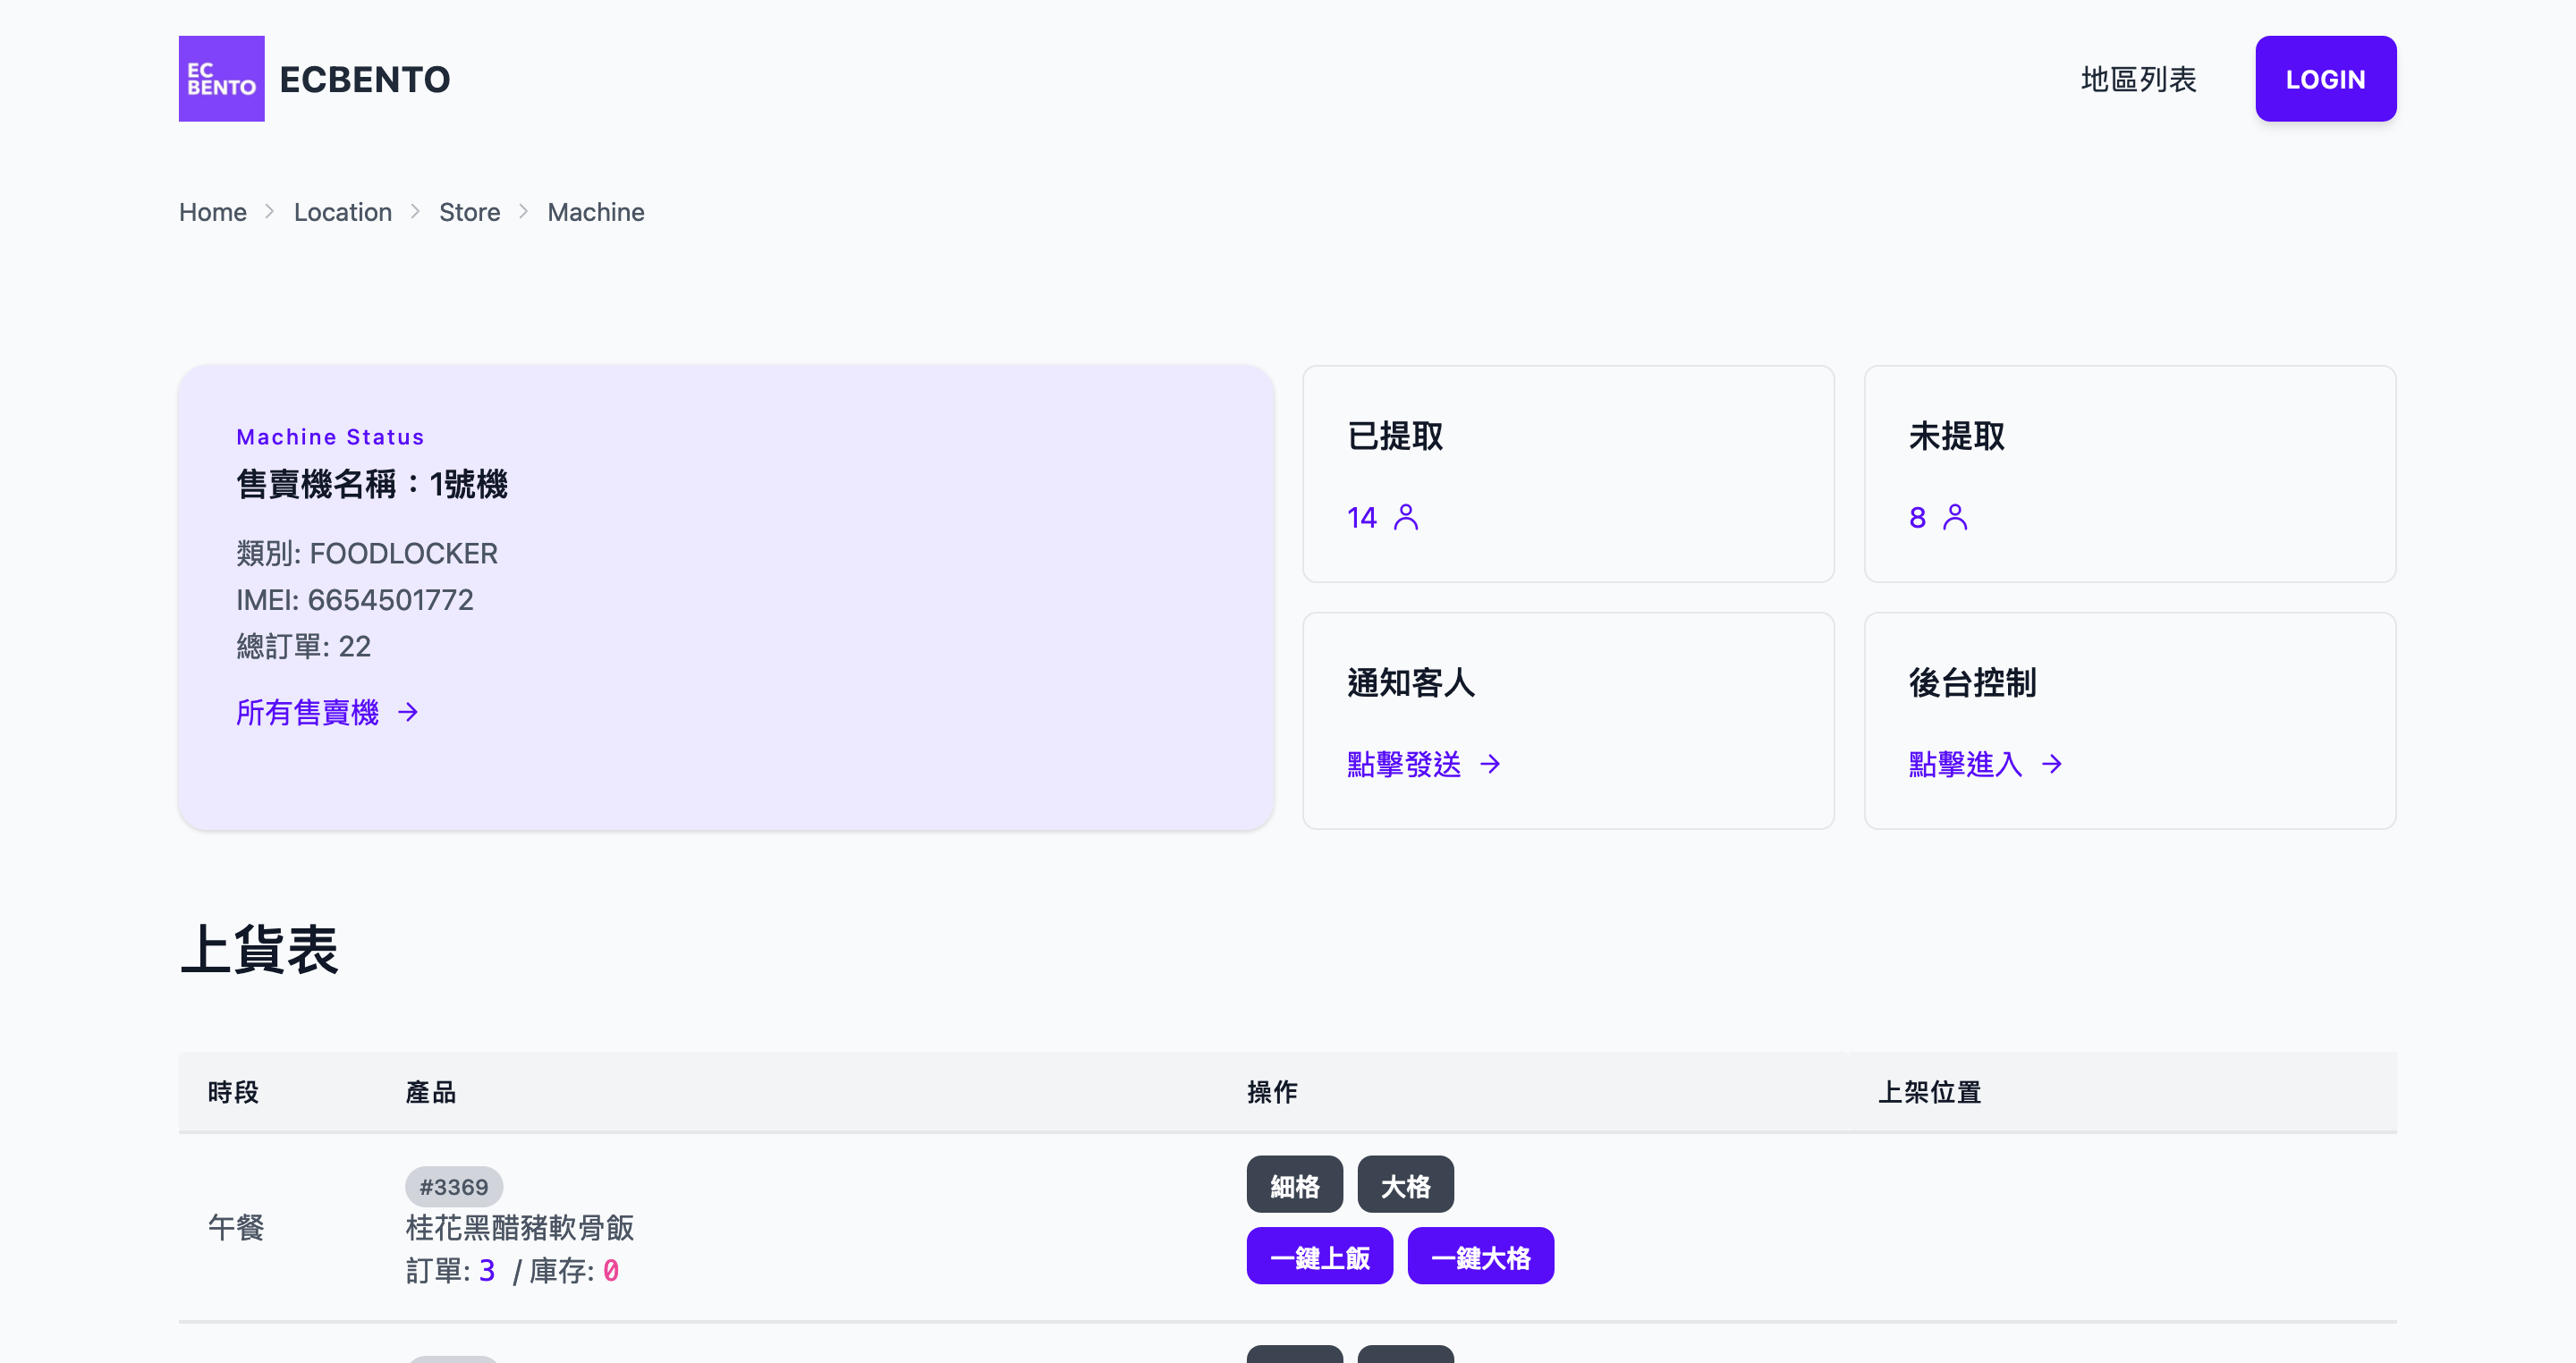 EC
BENTO
ECBENTO
地區列表
LOGIN
Home
Location
Store
Machine
Machine Status
售賣機名稱：1號機
類別: FOODLOCKER
IMEI: 6654501772
總訂單: 22
所有售賣機 →
已提取
14
未提取
8
通知客人
點擊發送 →
後台控制
點擊進入 →
上貨表
時段
產品
操作
上架位置
午餐
#3369
桂花黑醋豬軟骨飯
訂單: 3 / 庫存: 0
細格
大格
一鍵上飯
一鍵大格